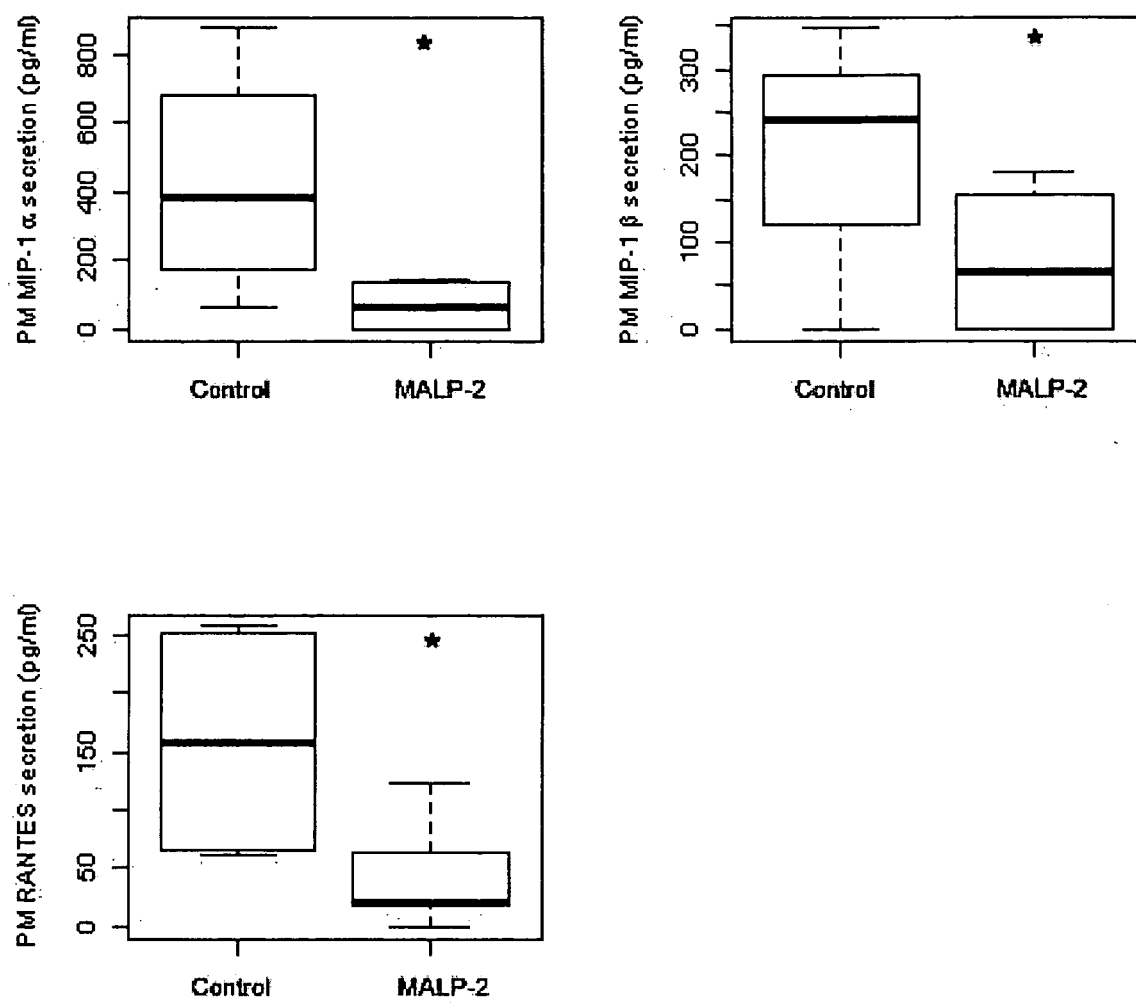 PM MIP-1 α secretion (pg/ml)
800
600
400
200
0
Control MALP-2
*
PM MIP-1 β secretion (pg/ml)
300
200
100
0
Control MALP-2
*
PM RANTES secretion (pg/ml)
250
150
50
0
Control MALP-2
*